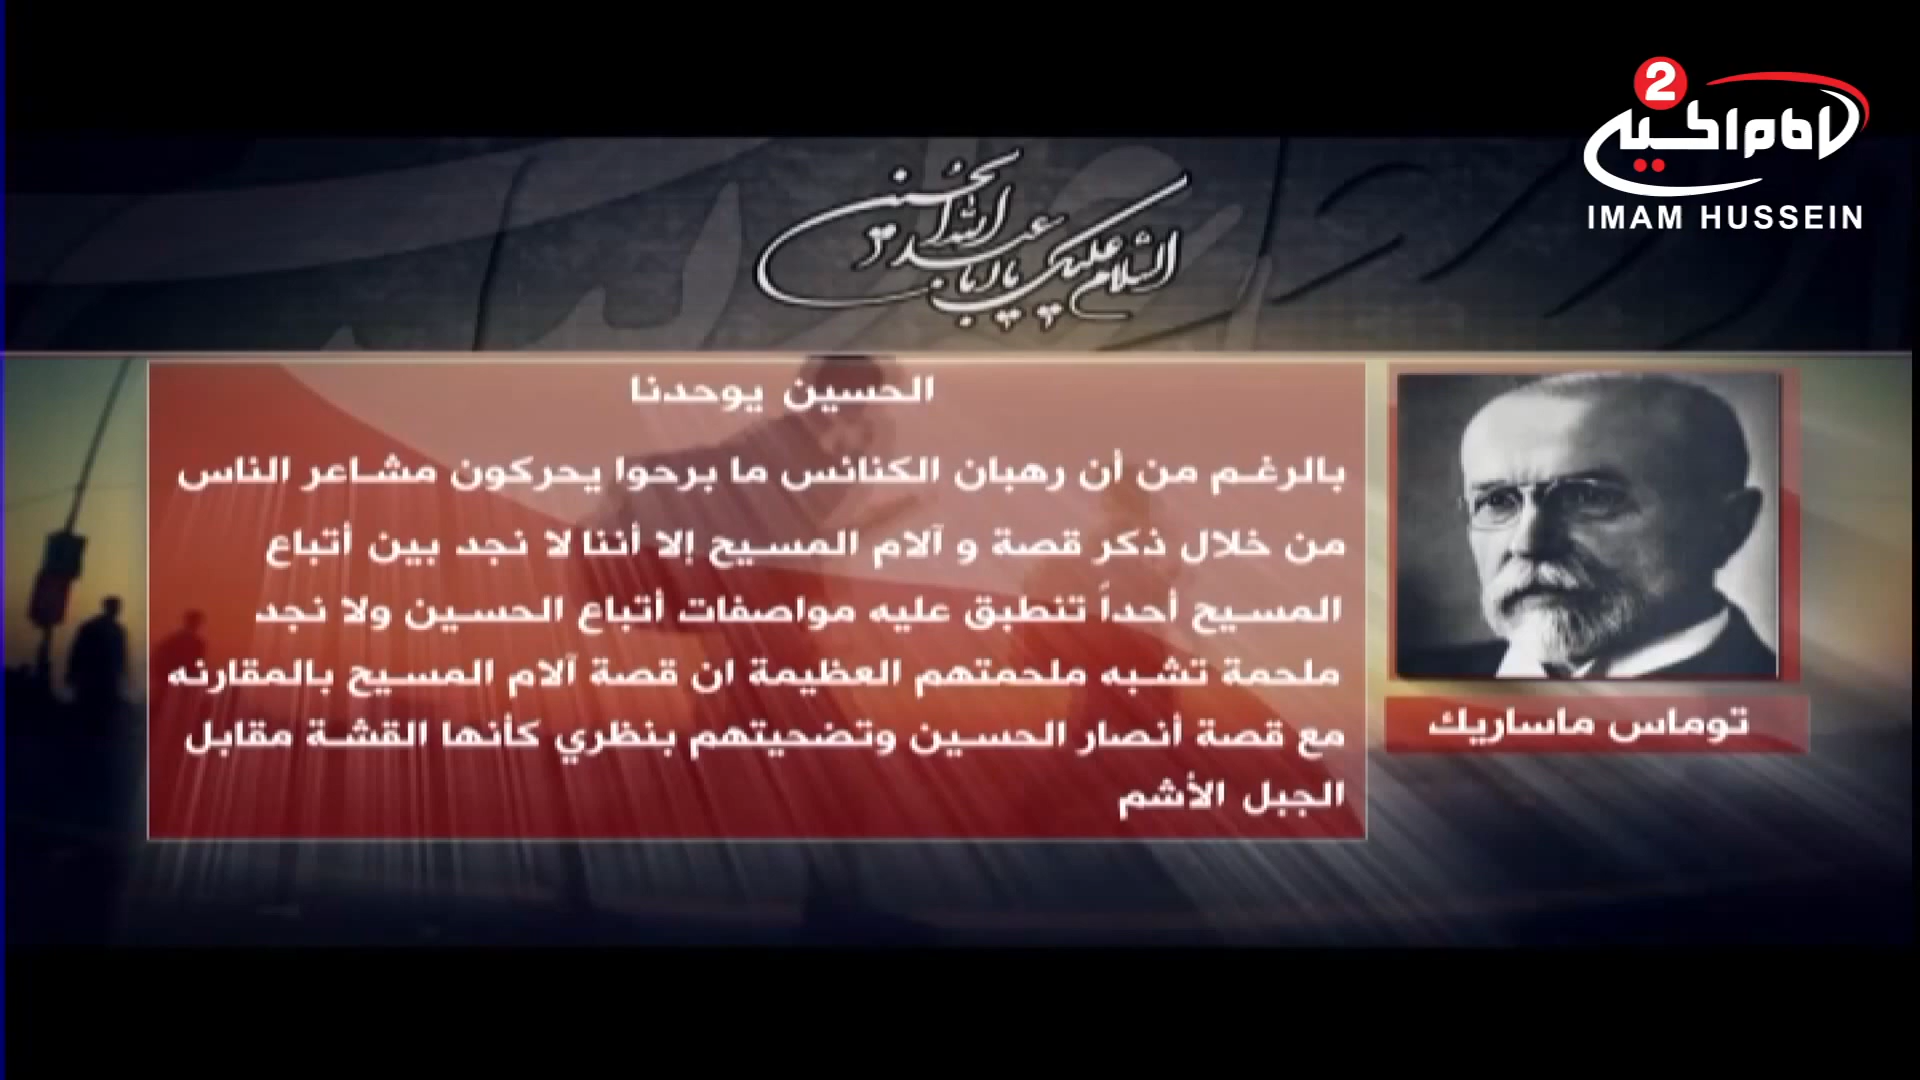 2
الامام الحسين
IMAM HUSSEIN
السلام عليك يا ابا عبد الله الحسين
الحسين يوحدنا
بالرغم من أن رهبان الكنائس ما برحوا يحركون مشاعر الناس
من خلال ذكر قصة و آلام المسيح إلا أننا لا نجد بين أتباع
المسيح أحداً تنطبق عليه مواصفات أتباع الحسين ولا نجد
ملحمة تشبه ملحمتهم العظيمة ان قصة آلام المسيح بالمقارنه
مع قصة أنصار الحسين وتضحيتهم بنظري كأنها القشة مقابل
الجبل الأشم
توماس ماساريك